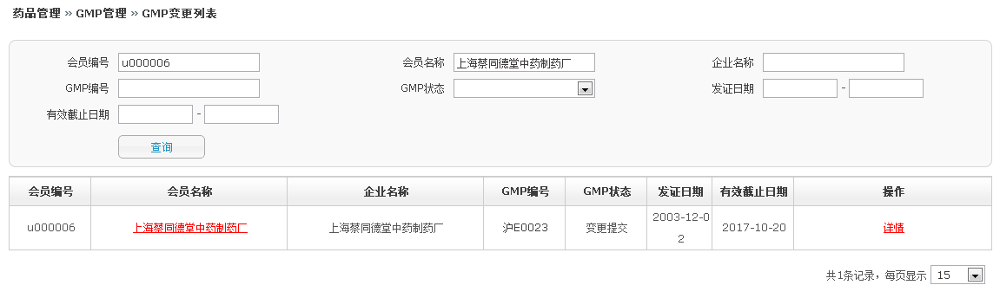 药品管理 » GMP管理 » GMP变更列表
会员编号 u000006 会员名称 上海蔡同德堂中药制药厂 企业名称
GMP编号 GMP状态 发证日期 -
有效截止日期 -
查询
会员编号 会员名称 企业名称 GMP编号 GMP状态 发证日期 有效截止日期 操作
u000006 上海蔡同德堂中药制药厂 上海蔡同德堂中药制药厂 沪E0023 变更提交 2003-12-0 2017-10-20 详情
2
共1条记录，每页显示 15